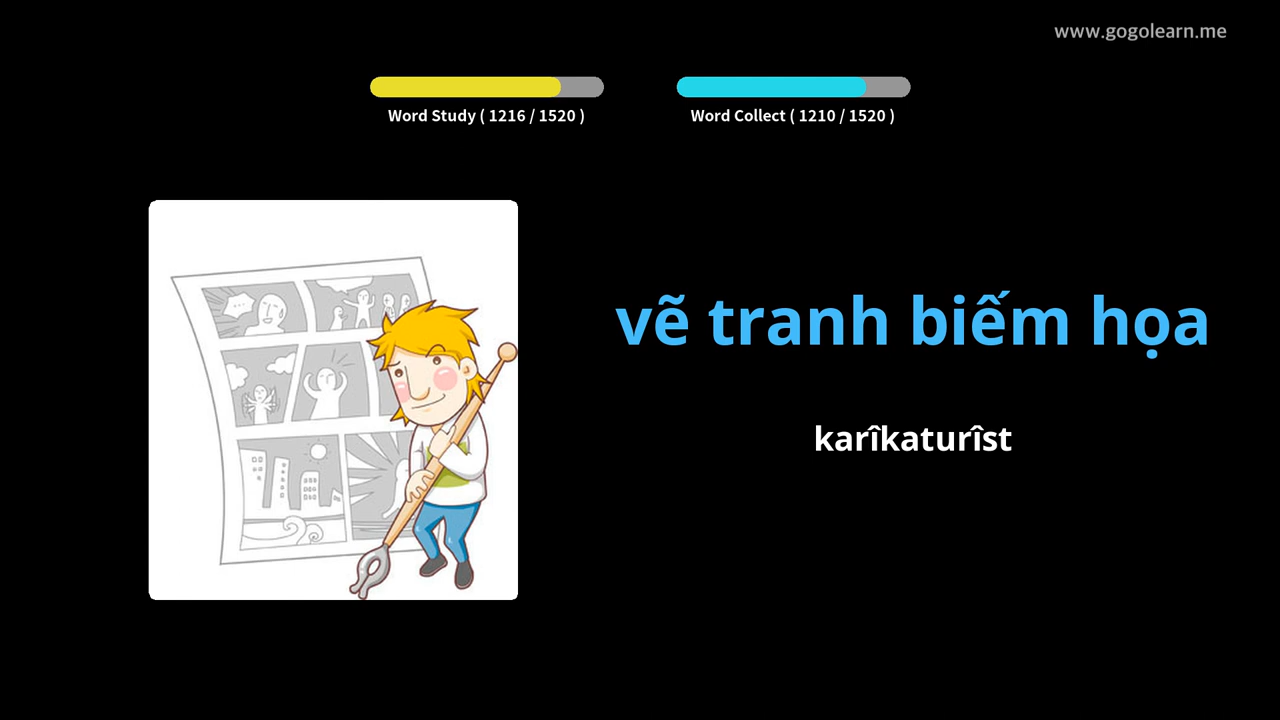 www.gogolearn.me
Word Study ( 1216 / 1520 )
Word Collect ( 1210 / 1520 )
vẽ tranh biếm họa
karîkaturîst